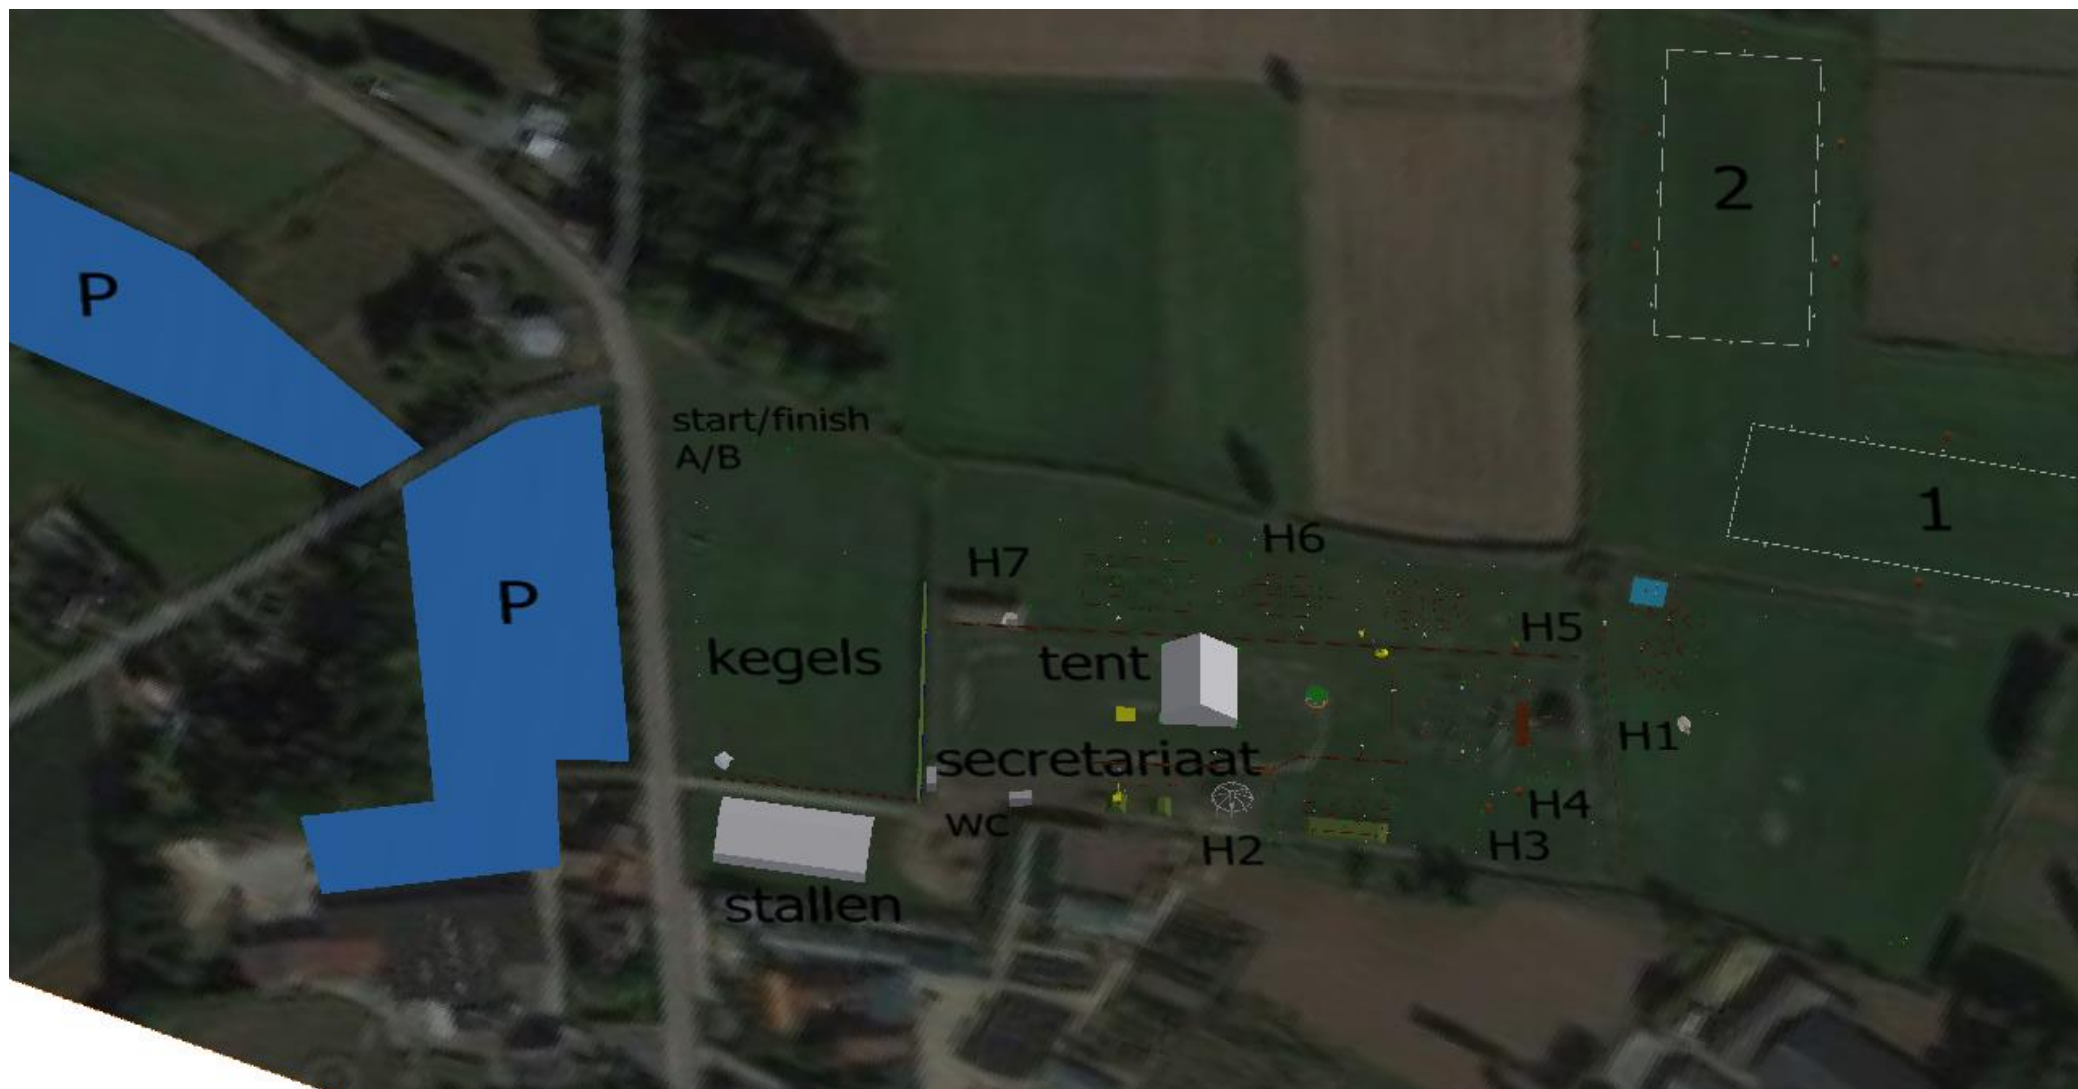 2
P
start/finish
A/B
1
H6
H7
P
H5
kegels
tent
H1
secretariaat
H4
wc
H3
H2
stallen